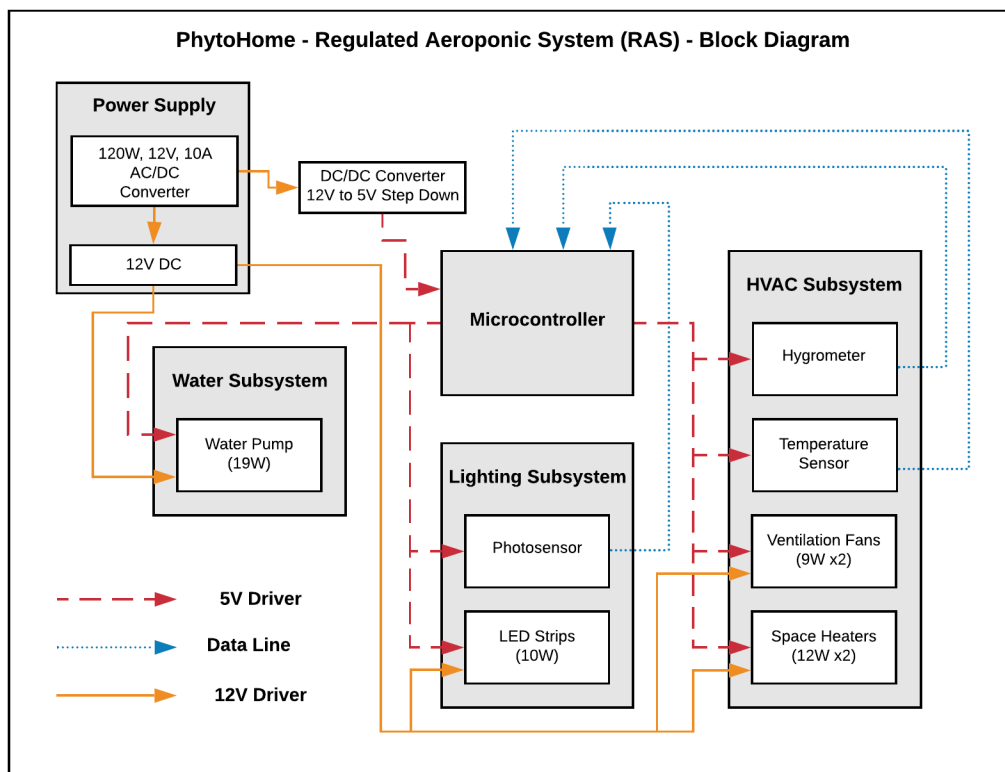 PhytoHome - Regulated Aeroponic System (RAS) - Block Diagram
Power Supply
120W, 12V, 10A
AC/DC
Converter
DC/DC Converter
12V to 5V Step Down
12V DC
Microcontroller
HVAC Subsystem
Hygrometer
Water Subsystem
Water Pump
(19W)
Temperature
Sensor
Lighting Subsystem
Photosensor
Ventilation Fans
(9W x2)
LED Strips
(10W)
Space Heaters
(12W x2)
5V Driver
Data Line
12V Driver